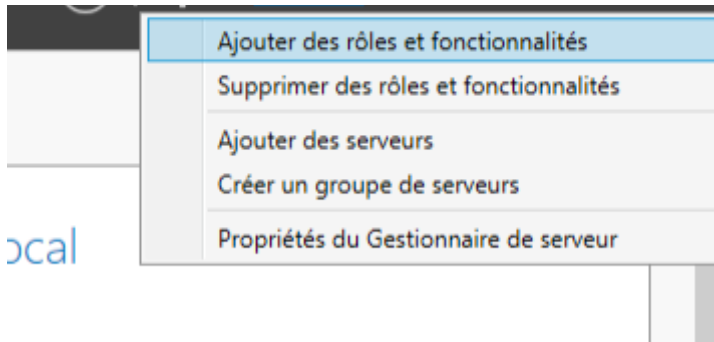 Ajouter des rôles et fonctionnalités
Supprimer des rôles et fonctionnalités
Ajouter des serveurs
Créer un groupe de serveurs
Propriétés du Gestionnaire de serveur
ocal